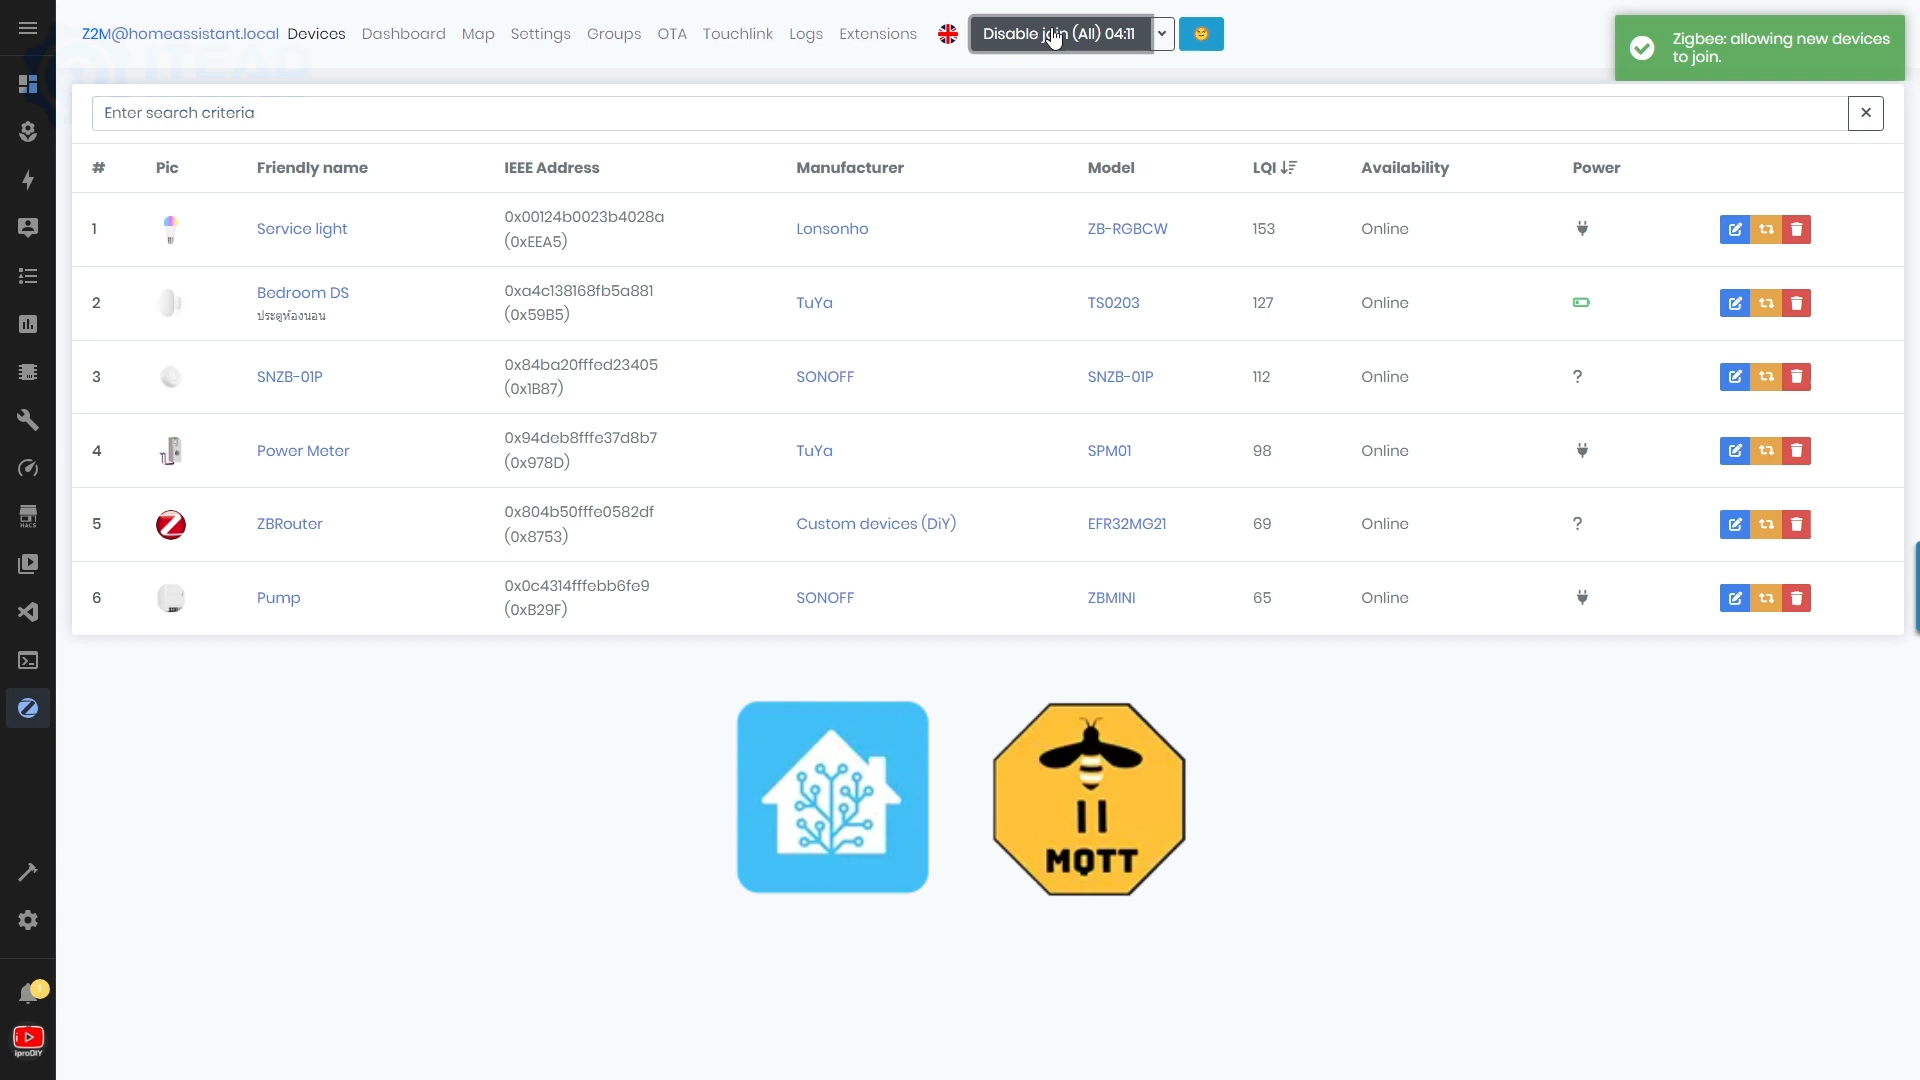 Z2M@homeassistant.local Devices Dashboard Map Settings Groups OTA Touchlink Logs Extensions Disable join (All) 04:11
Zigbee: allowing new devices
to join.
ITEAD
Enter search criteria
# Pic Friendly name IEEE Address Manufacturer Model LQI Availability Power
1 Service light 0x00124b0023b4028a Lonsonho ZB-RGBCW 153 Online
(0xEEA5)
2 Bedroom DS 0xa4c138168fb5a881 TuYa TS0203 127 Online
ประตูห้องนอน (0x59B5)
3 SNZB-01P 0x84ba20fffed23405 SONOFF SNZB-01P 112 Online ?
(0x1B87)
4 Power Meter 0x94deb8fffe37d8b7 TuYa SPM01 98 Online
(0x978D)
5 Z ZBRouter 0x804b50fffe0582df Custom devices (DiY) EFR32MG21 69 Online ?
(0x8753)
6 Pump 0x0c4314fffebb6fe9 SONOFF ZBMINI 65 Online
(0xB29F)
HACS
MQTT
1
iproDIY